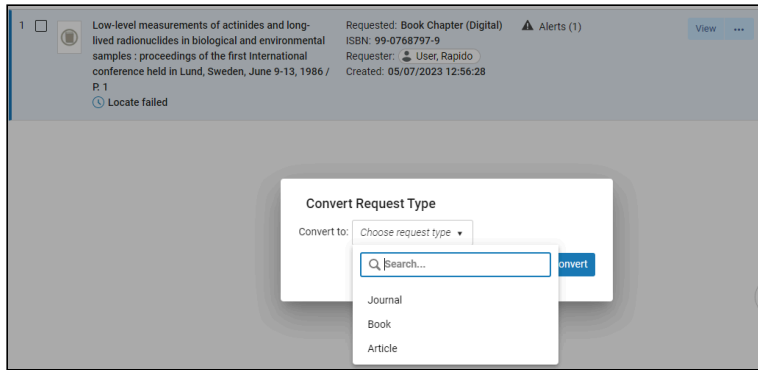 1
Low-level measurements of actinides and long-
lived radionuclides in biological and environmental
samples : proceedings of the first International
conference held in Lund, Sweden, June 9-13, 1986 /
P. 1
Locate failed
Requested: Book Chapter (Digital)
ISBN: 99-0768797-9
Requester: User, Rapido
Created: 05/07/2023 12:56:28
Alerts (1)
View
Convert Request Type
Convert to: Choose request type
Search...
onvert
Journal
Book
Article